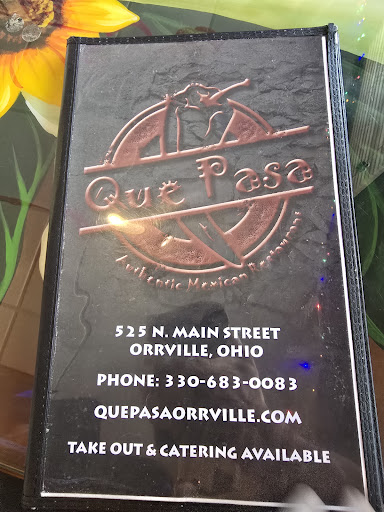 Que Pasa
Authentic Mexican Restaurant
525 N. MAIN STREET
ORRVILLE, OHIO
PHONE: 330-683-0083
QUEPASAORRVILLE.COM
TAKE OUT & CATERING AVAILABLE